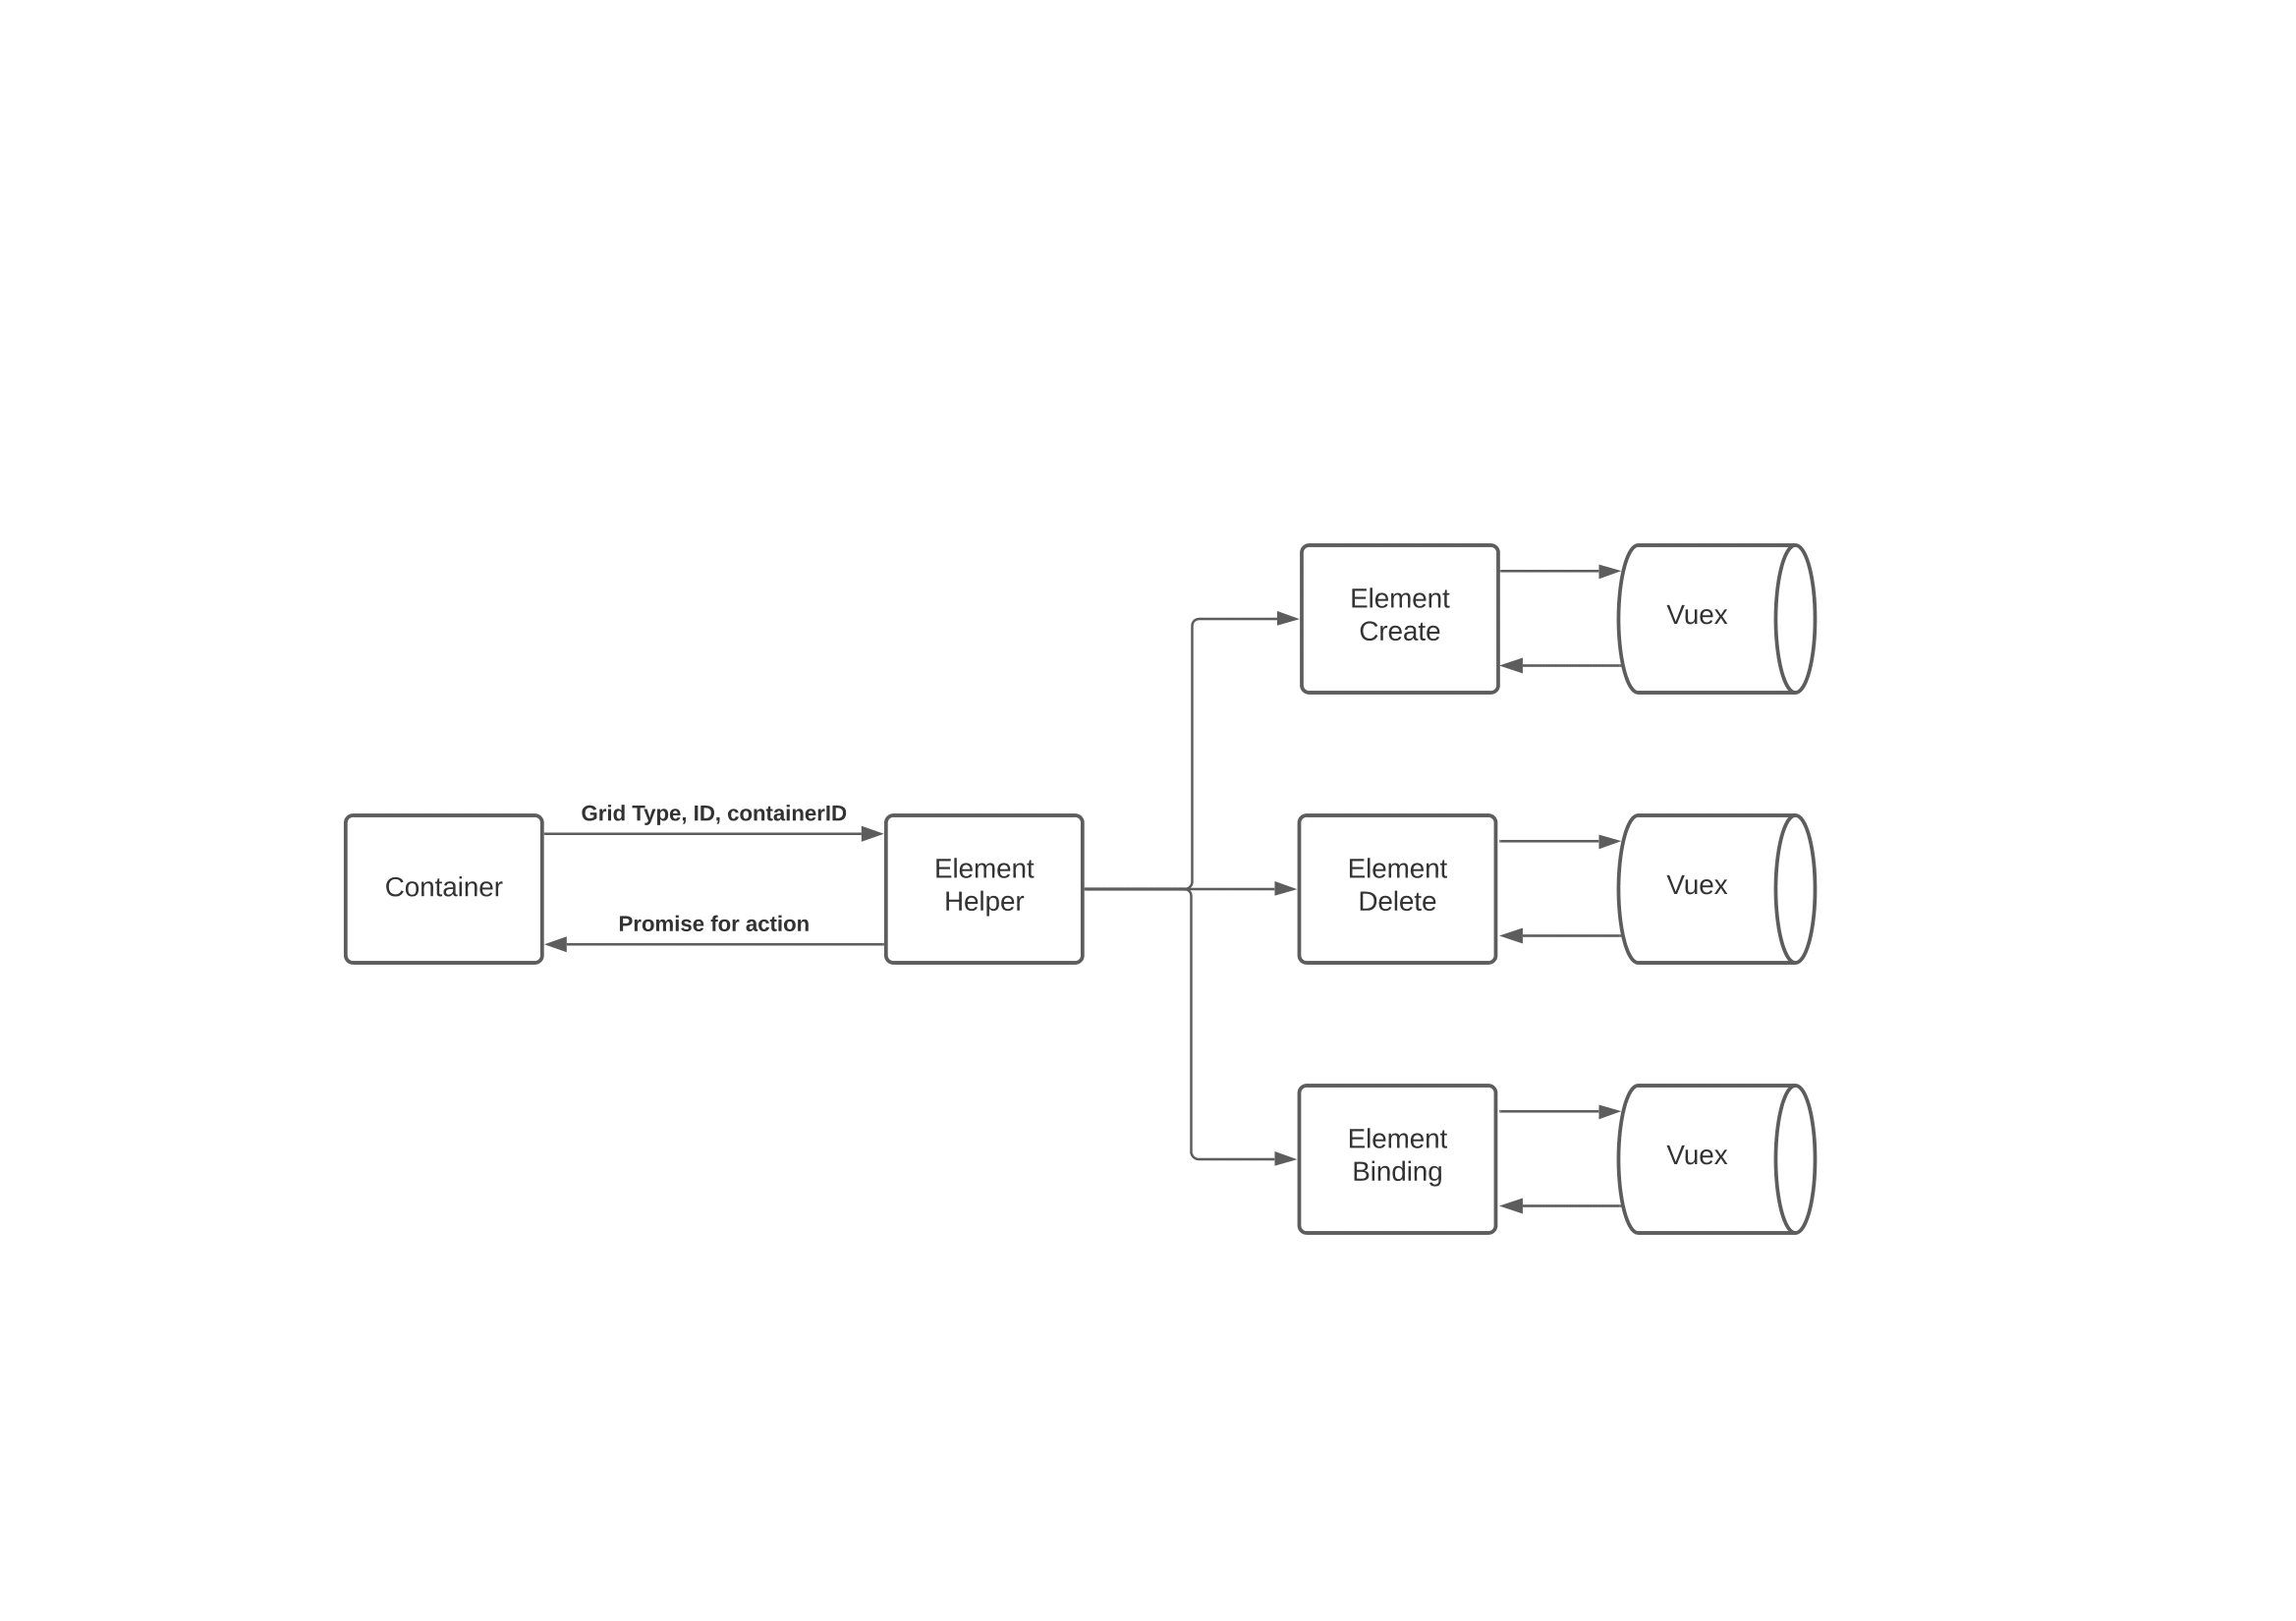 Element
Create
Vuex
Grid Type, ID, containerID
Container
Promise for action
Element
Helper
Element
Delete
Vuex
Element
Binding
Vuex